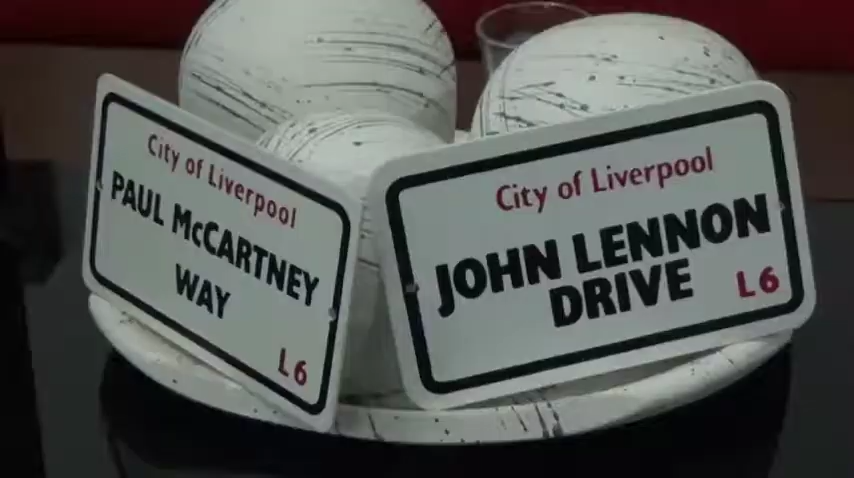 City of Liverpool
PAUL McCARTNEY
WAY
L6
City of Liverpool
JOHN LENNON
DRIVE
L6